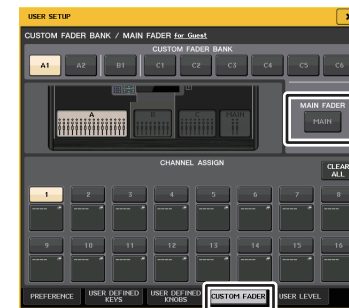 USER SETUP
CUSTOM FADER BANK / MAIN FADER for Guest
CUSTOM FADER BANK
A1 A2 B1 C1 C2 C3 C4 C5 C6
MAIN FADER
MAIN
A B C MAIN
CHANNEL ASSIGN
CLEAR ALL
1 2 3 4 5 6 7 8
---- ---- ---- ---- ---- ---- ---- ----
9 10 11 12 13 14 15 16
---- ---- ---- ---- ---- ---- ---- ----
PREFERENCE USER DEFINED KEYS USER DEFINED KNOBS CUSTOM FADER USER LEVEL